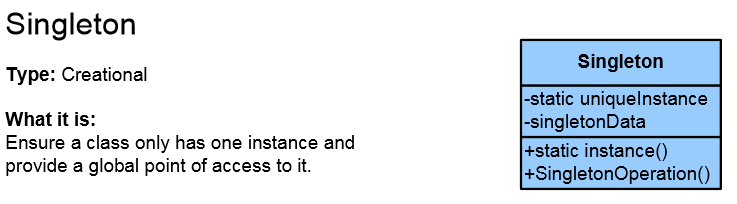 Singleton
Type: Creational
What it is:
Ensure a class only has one instance and
provide a global point of access to it.
Singleton
-static uniqueInstance
-singletonData
+static instance()
+SingletonOperation()